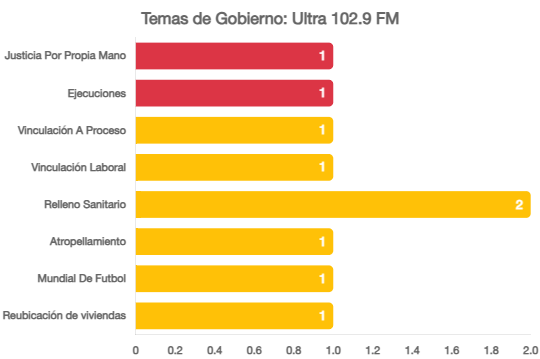 Temas de Gobierno: Ultra 102.9 FM
Justicia Por Propia Mano 1
Ejecuciones 1
Vinculación A Proceso 1
Vinculación Laboral 1
Relleno Sanitario 2
Atropellamiento 1
Mundial De Futbol 1
Reubicación de viviendas 1
0 0.2 0.4 0.6 0.8 1.0 1.2 1.4 1.6 1.8 2.0